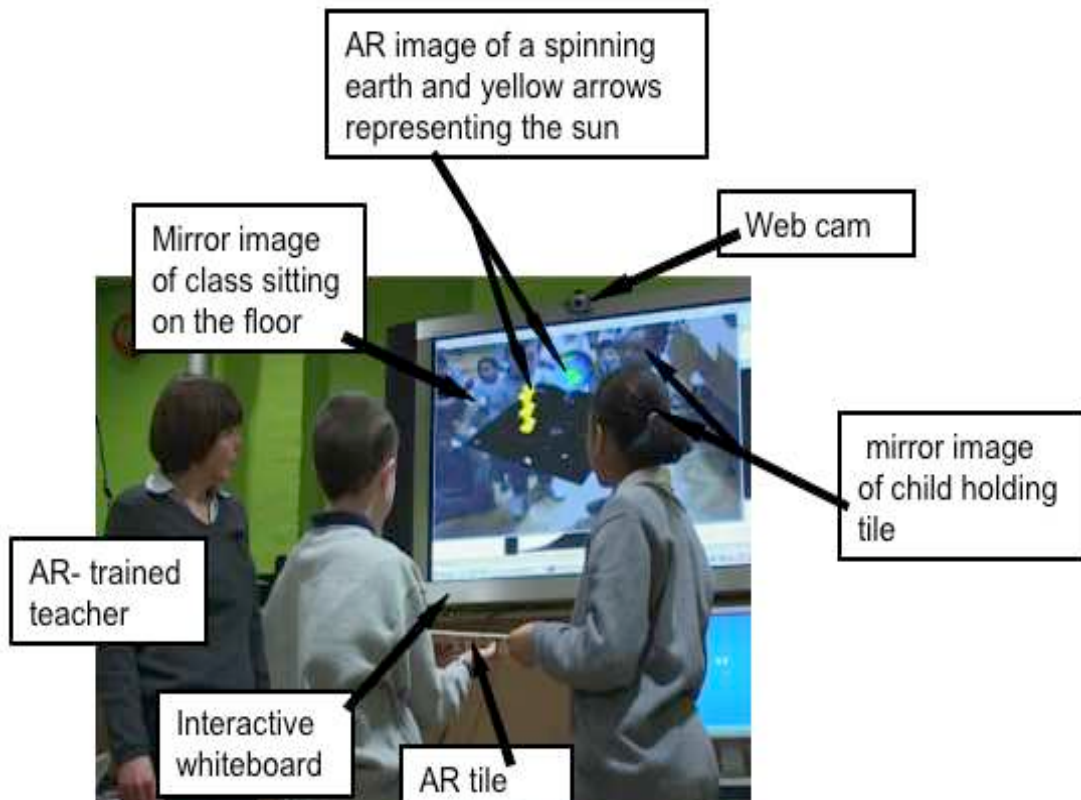 AR image of a spinning
earth and yellow arrows
representing the sun
Web cam
Mirror image
of class sitting
on the floor
mirror image
of child holding
tile
AR- trained
teacher
Interactive
whiteboard
AR tile